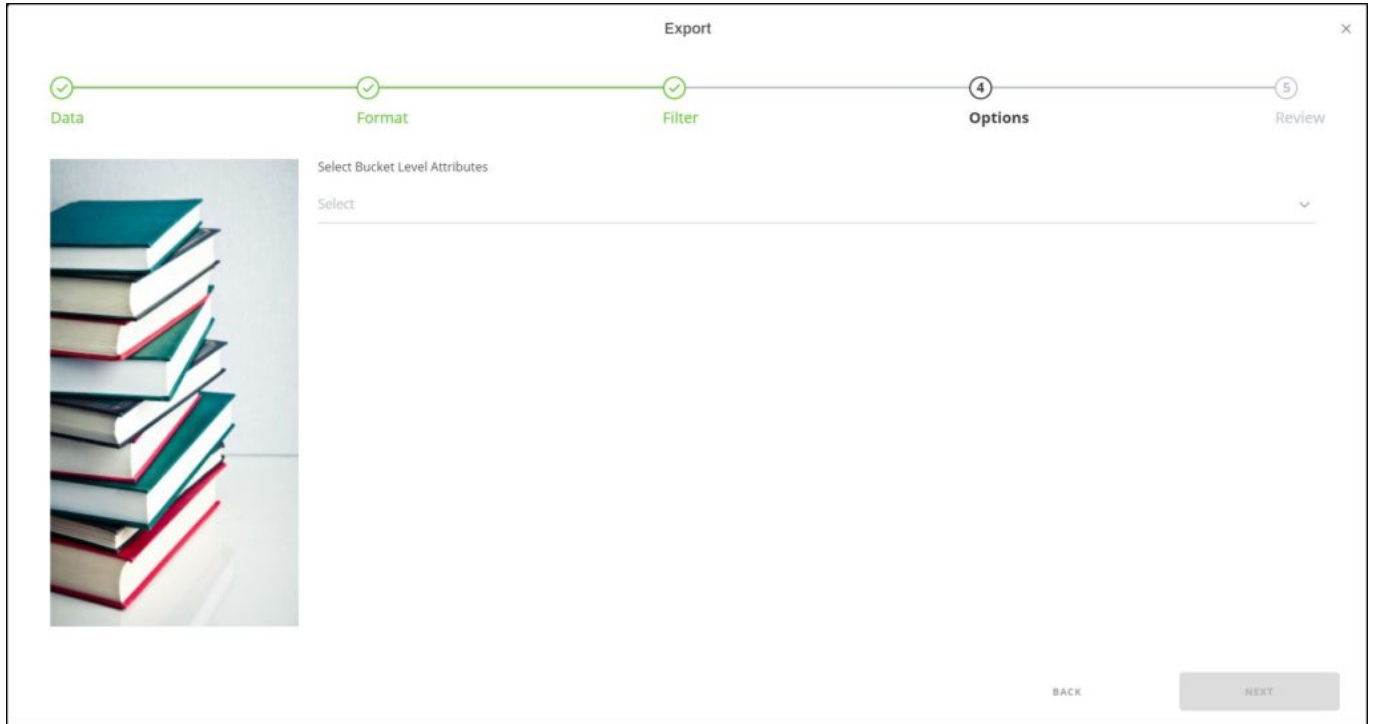 Export
4
5
Data
Format
Filter
Options
Review
Select Bucket Level Attributes
Select
BACK
NEXT